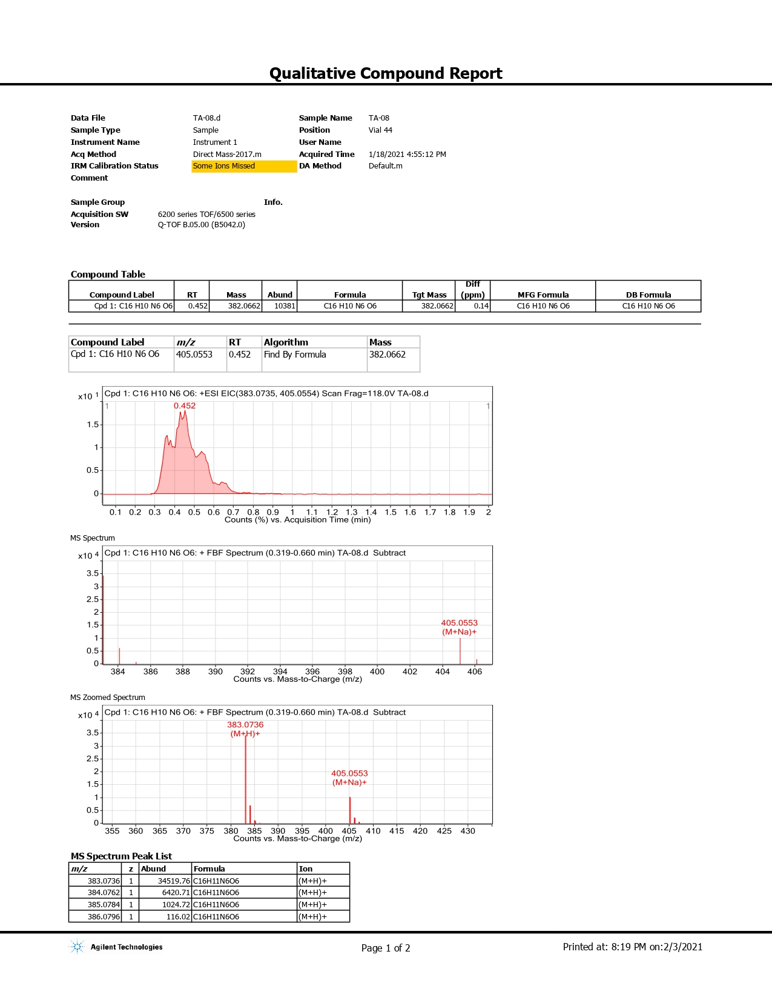 Qualitative Compound Report
Data File TA-08.d Sample Name TA-08
Sample Type Sample Position Vial 44
Instrument Name Instrument 1 User Name
Acq Method Direct Mass-2017.m Acquired Time 1/18/2021 4:55:12 PM
IRM Calibration Status Some Ions Missed DA Method Default.m
Comment
Sample Group Info.
Acquisition SW 6200 series TOF/6500 series
Version Q-TOF B.05.00 (B5042.0)
Compound Table
Diff
Compound Label RT Mass Abund Formula Tgt Mass (ppm) MFG Formula DB Formula
Cpd 1: C16 H10 N6 O6 0.452 382.0662 10381 C16 H10 N6 O6 382.0662 0.14 C16 H10 N6 O6 C16 H10 N6 O6
Compound Label m/z RT Algorithm Mass
Cpd 1: C16 H10 N6 O6 405.0553 0.452 Find By Formula 382.0662
x10 1 Cpd 1: C16 H10 N6 O6: +ESI EIC(383.0735, 405.0554) Scan Frag=118.0V TA-08.d
1 0.452 1
1.5
1
0.5
0
0.1 0.2 0.3 0.4 0.5 0.6 0.7 0.8 0.9 1 1.1 1.2 1.3 1.4 1.5 1.6 1.7 1.8 1.9 2
Counts (%) vs. Acquisition Time (min)
MS Spectrum
x10 4 Cpd 1: C16 H10 N6 O6: + FBF Spectrum (0.319-0.660 min) TA-08.d Subtract
3.5
3
2.5
2
1.5 405.0553
1 (M+Na)+
0.5
0
384 386 388 390 392 394 396 398 400 402 404 406
Counts vs. Mass-to-Charge (m/z)
MS Zoomed Spectrum
x10 4 Cpd 1: C16 H10 N6 O6: + FBF Spectrum (0.319-0.660 min) TA-08.d Subtract
383.0736
3.5 (M+H)+
3
2.5
2 405.0553
1.5 (M+Na)+
1
0.5
0
355 360 365 370 375 380 385 390 395 400 405 410 415 420 425 430
Counts vs. Mass-to-Charge (m/z)
MS Spectrum Peak List
m/z z Abund Formula Ion
383.0736 1 34519.76 C16H11N6O6 (M+H)+
384.0762 1 6420.71 C16H11N6O6 (M+H)+
385.0784 1 1024.72 C16H11N6O6 (M+H)+
386.0796 1 116.02 C16H11N6O6 (M+H)+
Agilent Technologies Page 1 of 2 Printed at: 8:19 PM on:2/3/2021